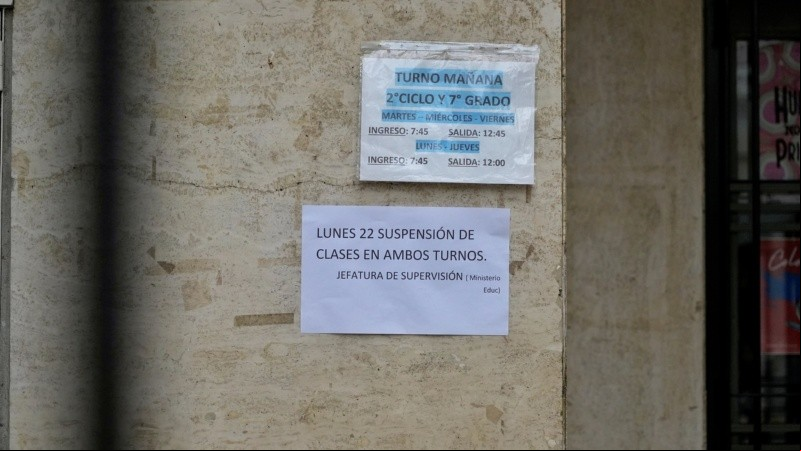 TURNO MAÑANA
2°CICLO Y 7° GRADO
MARTES – MIÉRCOLES - VIERNES
INGRESO: 7:45 SALIDA: 12:45
LUNES - JUEVES
INGRESO: 7:45 SALIDA: 12:00
LUNES 22 SUSPENSIÓN DE
CLASES EN AMBOS TURNOS.
JEFATURA DE SUPERVISIÓN ( Ministerio
Educ)